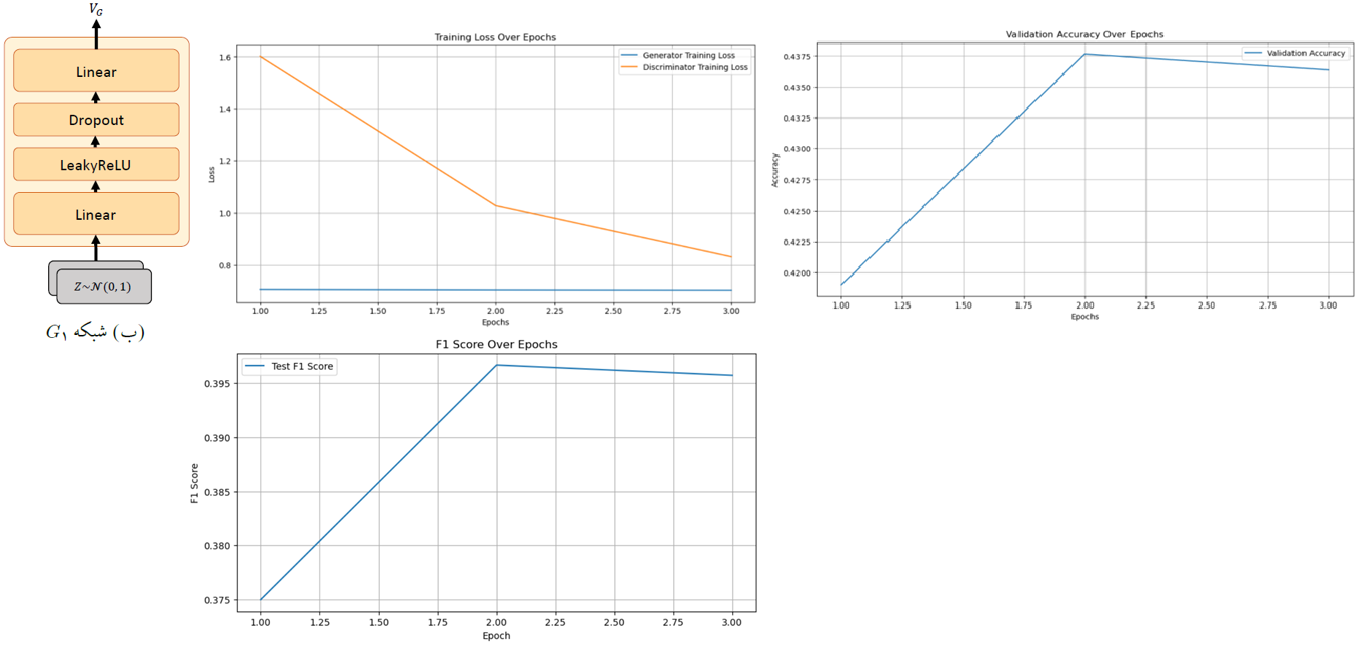 V_G
Linear
Dropout
LeakyReLU
Linear
Z~𝒩(0,1)
(ب) شبکه G۱
Training Loss Over Epochs
Generator Training Loss
Discriminator Training Loss
Loss
1.6
1.4
1.2
1.0
0.8
1.00 1.25 1.50 1.75 2.00 2.25 2.50 2.75 3.00
Epochs
Validation Accuracy Over Epochs
Validation Accuracy
Accuracy
0.4375
0.4350
0.4325
0.4300
0.4275
0.4250
0.4225
0.4200
1.00 1.25 1.50 1.75 2.00 2.25 2.50 2.75 3.00
Epochs
F1 Score Over Epochs
Test F1 Score
F1 Score
0.395
0.390
0.385
0.380
0.375
1.00 1.25 1.50 1.75 2.00 2.25 2.50 2.75 3.00
Epoch